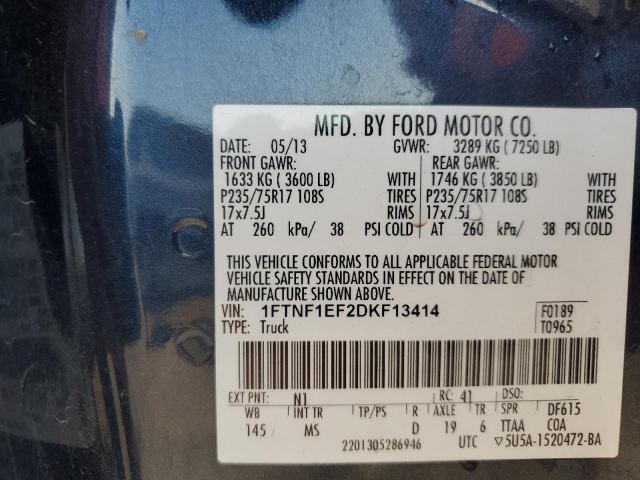 MFD. BY FORD MOTOR CO.
DATE: 05/13 GVWR: 3289 KG ( 7250 LB)
FRONT GAWR: REAR GAWR:
1633 KG ( 3600 LB) WITH 1746 KG ( 3850 LB) WITH
P235/75R17 108S TIRES P235/75R17 108S TIRES
17x7.5J RIMS 17x7.5J RIMS
AT 260 kPa/ 38 PSI COLD AT 260 kPa/ 38 PSI COLD
THIS VEHICLE CONFORMS TO ALL APPLICABLE FEDERAL MOTOR
VEHICLE SAFETY STANDARDS IN EFFECT ON THE DATE OF
MANUFACTURE SHOWN ABOVE.
VIN: 1FTNF1EF2DKF13414 F0189
TYPE: Truck T0965
EXT PNT: N1 RC: 41 DSO:
WB INT TR TP/PS R AXLE TR SPR DF615
145 MS D 19 6 TTAA COA
2201305286946 UTC ▽5U5A-1520472-BA